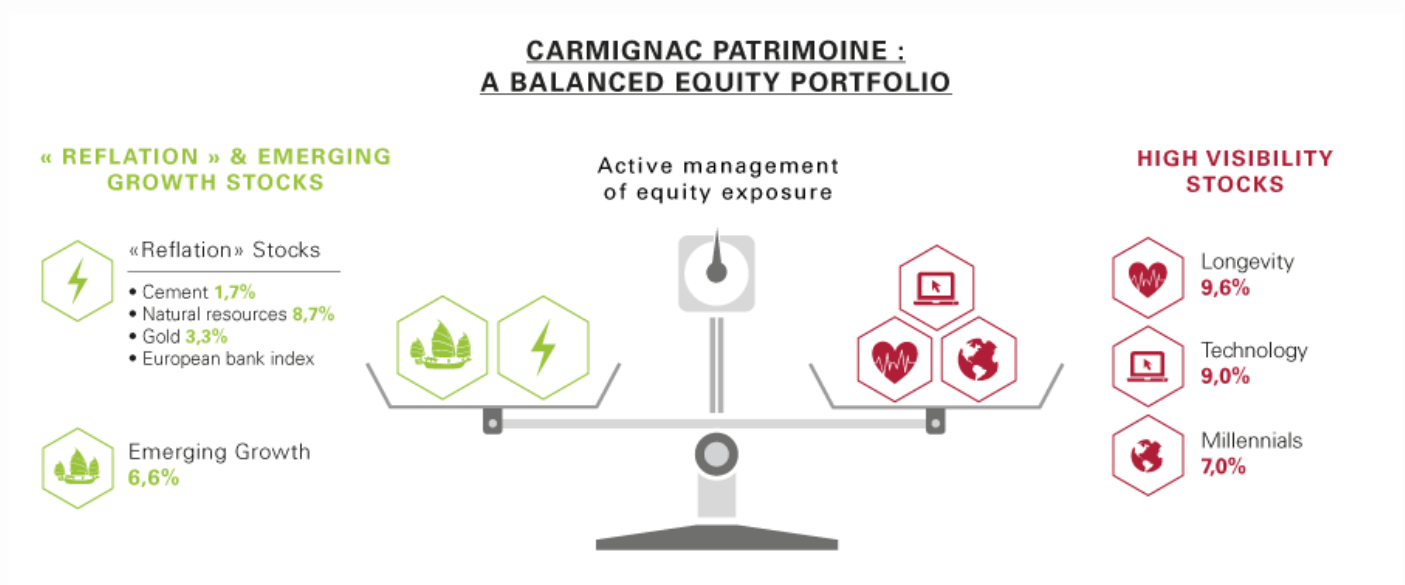 CARMIGNAC PATRIMOINE :
A BALANCED EQUITY PORTFOLIO
« REFLATION » & EMERGING
GROWTH STOCKS
«Reflation» Stocks
• Cement 1,7%
• Natural resources 8,7%
• Gold 3,3%
• European bank index
Emerging Growth
6,6%
Active management
of equity exposure
HIGH VISIBILITY
STOCKS
Longevity
9,6%
Technology
9,0%
Millennials
7,0%